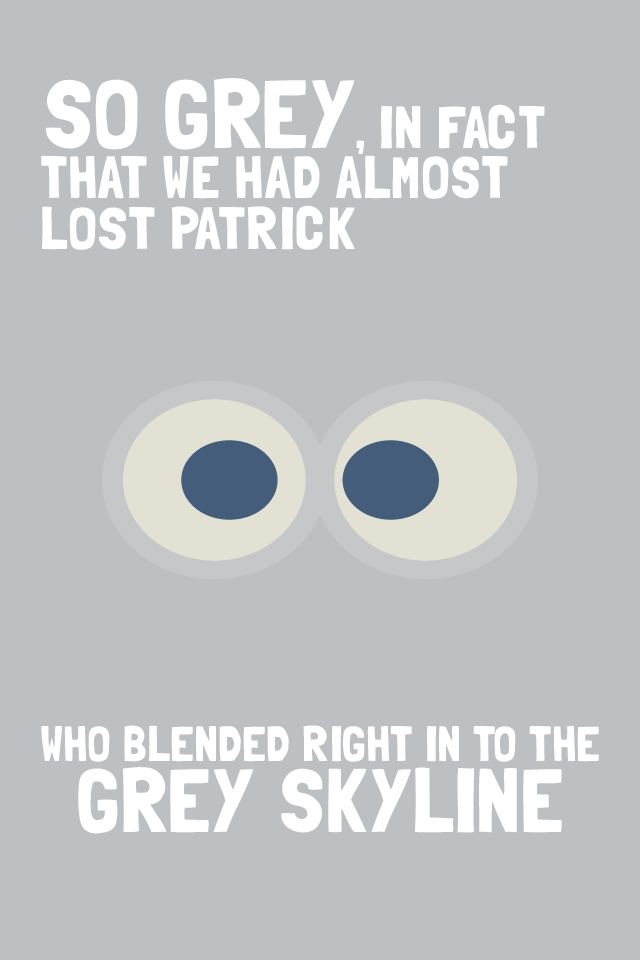 SO GREY, IN FACT
THAT WE HAD ALMOST
LOST PATRICK
WHO BLENDED RIGHT IN TO THE
GREY SKYLINE